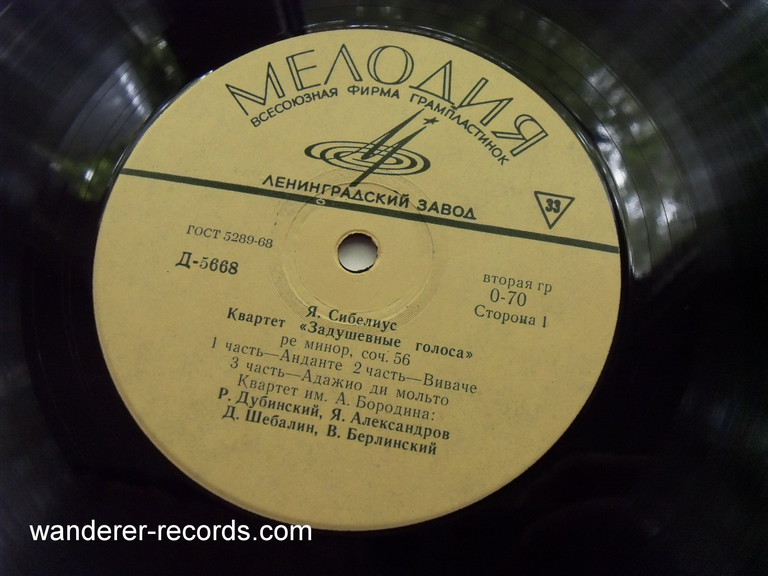 МЕЛОДИЯ
ВСЕСОЮЗНАЯ ФИРМА ГРАМПЛАСТИНОК
ЛЕНИНГРАДСКИЙ ЗАВОД
33
ГОСТ 5289-68
Д-5668
вторая гр
0-70
Сторона 1
Я. Сибелиус
Квартет «Задушевные голоса»
ре минор, соч. 56
1 часть—Анданте 2 часть—Виваче
3 часть—Адажио ди мольто
Квартет им. А. Бородина:
Р. Дубинский, Я. Александров
Д. Шебалин, В. Берлинский
wanderer-records.com